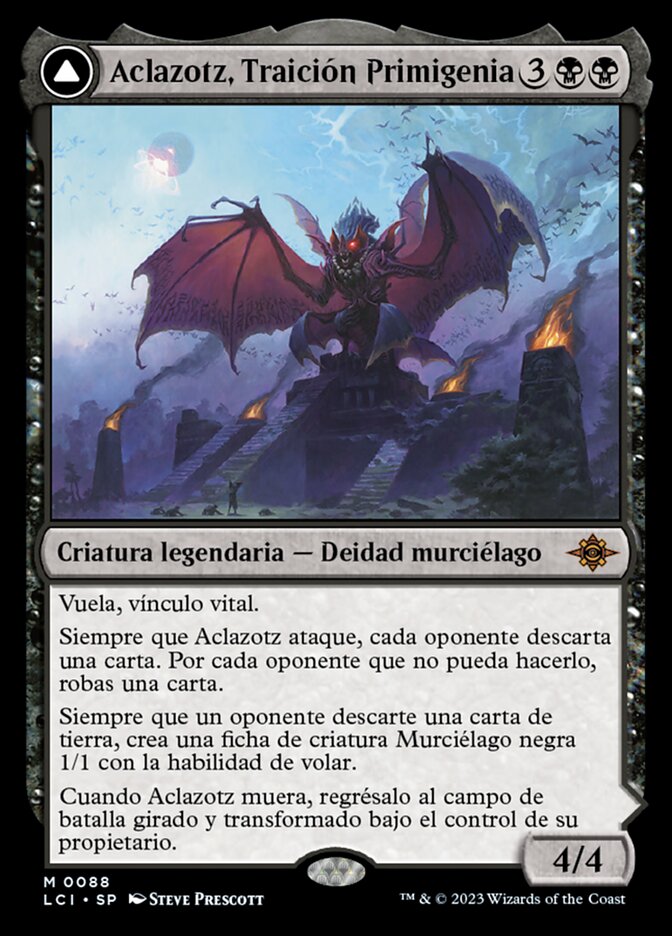 Aclazotz, Traición Primigenia 3
Criatura legendaria — Deidad murciélago
Vuela, vínculo vital.
Siempre que Aclazotz ataque, cada oponente descarta
una carta. Por cada oponente que no pueda hacerlo,
robas una carta.
Siempre que un oponente descarte una carta de
tierra, crea una ficha de criatura Murciélago negra
1/1 con la habilidad de volar.
Cuando Aclazotz muera, regrésalo al campo de
batalla girado y transformado bajo el control de su
propietario.
4/4
M 0088
LCI • SP Steve Prescott
™ & © 2023 Wizards of the Coast